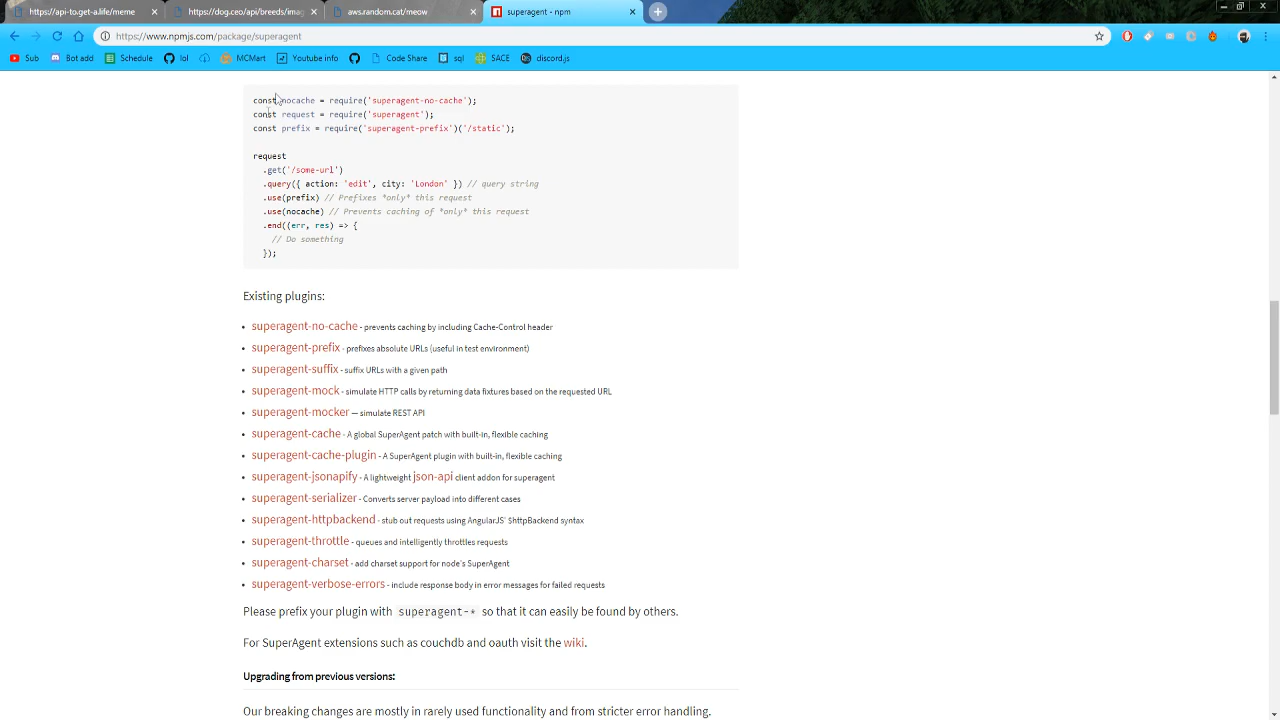 https://api-to.get-a.life/meme
https://dog.ceo/api/breeds/imag
aws.random.cat/meow
superagent - npm
https://www.npmjs.com/package/superagent
Sub
Bot add
Schedule
lol
MCMart
Youtube info
Code Share
sql
SACE
discord.js
const nocache = require('superagent-no-cache');
const request = require('superagent');
const prefix = require('superagent-prefix')('/static');
request
.get('/some-url')
.query({ action: 'edit', city: 'London' }) // query string
.use(prefix) // Prefixes *only* this request
.use(nocache) // Prevents caching of *only* this request
.end((err, res) => {
// Do something
});
Existing plugins:
• superagent-no-cache - prevents caching by including Cache-Control header
• superagent-prefix - prefixes absolute URLs (useful in test environment)
• superagent-suffix - suffix URLs with a given path
• superagent-mock - simulate HTTP calls by returning data fixtures based on the requested URL
• superagent-mocker — simulate REST API
• superagent-cache - A global SuperAgent patch with built-in, flexible caching
• superagent-cache-plugin - A SuperAgent plugin with built-in, flexible caching
• superagent-jsonapify - A lightweight json-api client addon for superagent
• superagent-serializer - Converts server payload into different cases
• superagent-httpbackend - stub out requests using AngularJS' $httpBackend syntax
• superagent-throttle - queues and intelligently throttles requests
• superagent-charset - add charset support for node's SuperAgent
• superagent-verbose-errors - include response body in error messages for failed requests
Please prefix your plugin with superagent-* so that it can easily be found by others.
For SuperAgent extensions such as couchdb and oauth visit the wiki.
Upgrading from previous versions:
Our breaking changes are mostly in rarely used functionality and from stricter error handling.